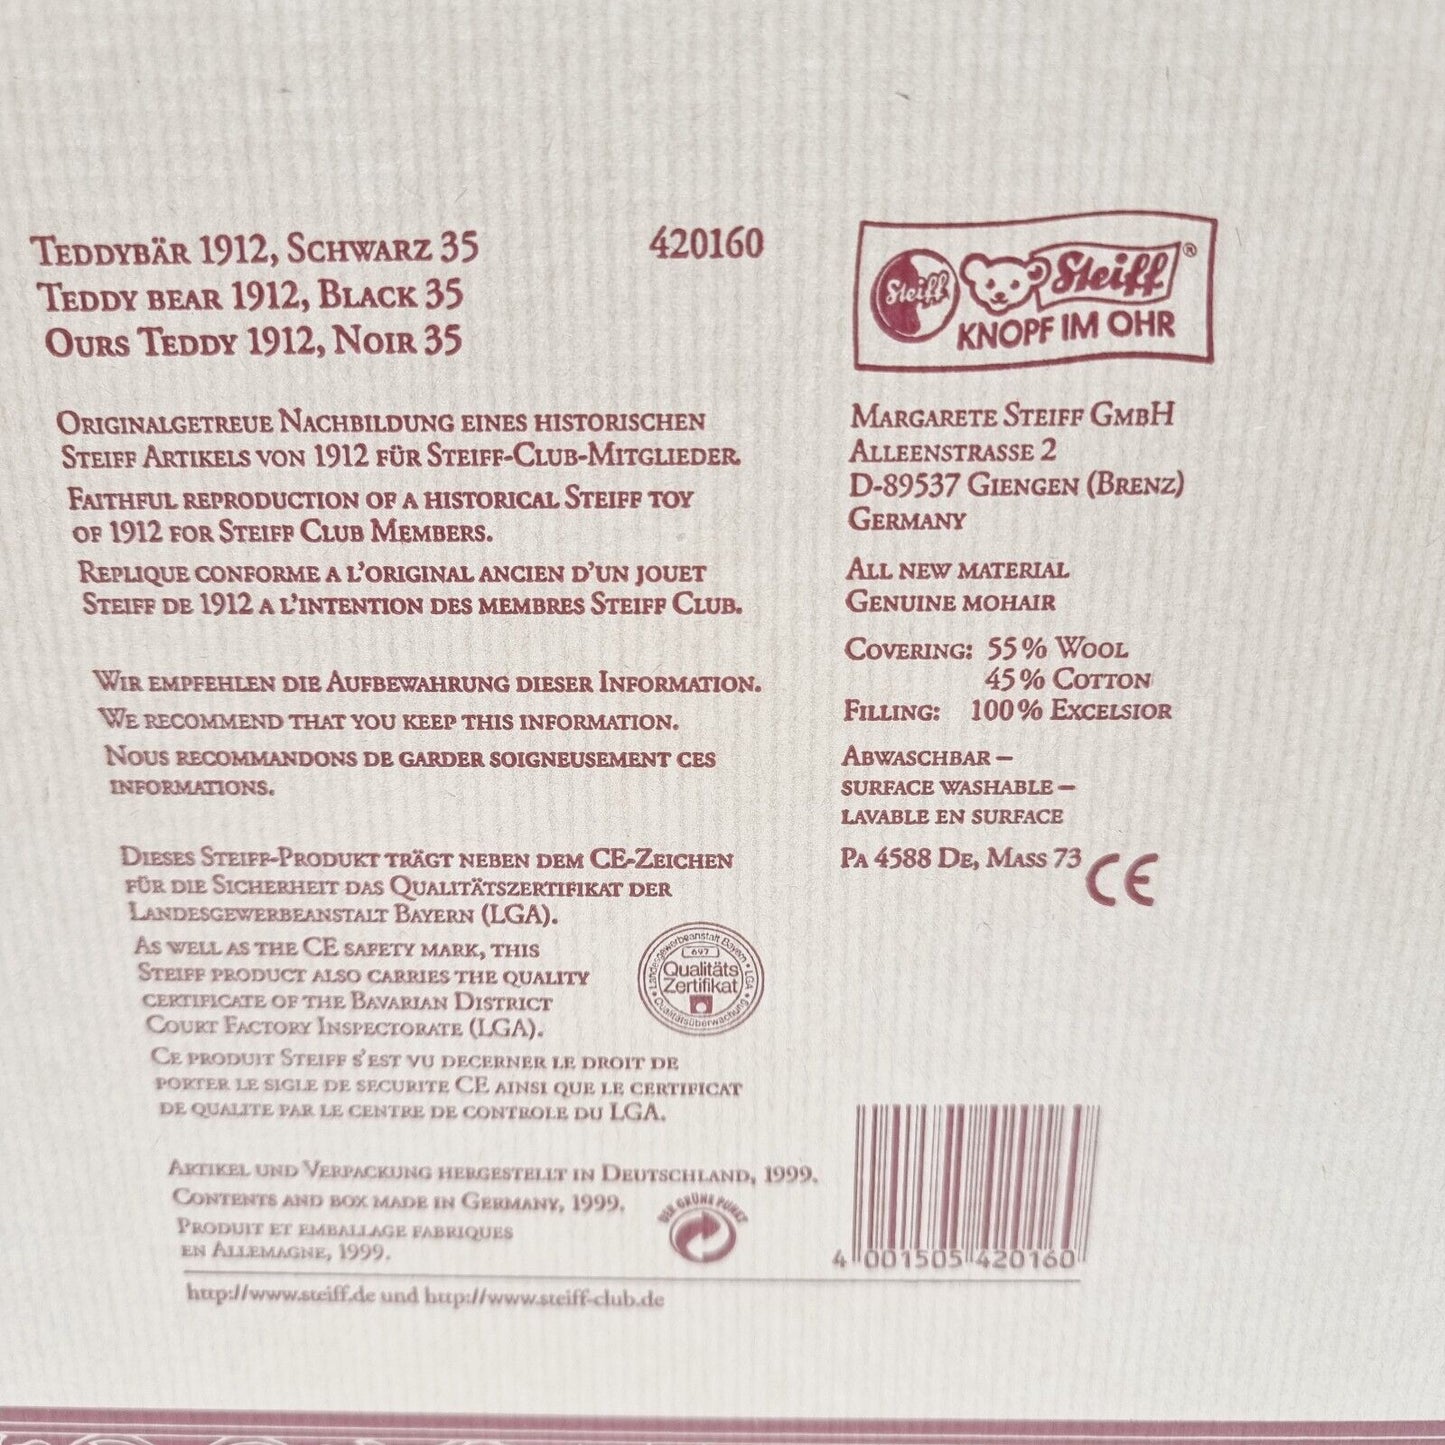 Teddybär 1912, Schwarz 35 420160
Teddy bear 1912, Black 35
Ours Teddy 1912, Noir 35
Originalgetreue Nachbildung eines historischen
Steiff Artikels von 1912 für Steiff-Club-Mitglieder.
Faithful reproduction of a historical Steiff toy
of 1912 for Steiff Club Members.
Replique conforme a l'original ancien d'un jouet
Steiff de 1912 a l'intention des membres Steiff Club.
Wir empfehlen die Aufbewahrung dieser Information.
We recommend that you keep this information.
Nous recommandons de garder soigneusement ces
informations.
Dieses Steiff-Produkt trägt neben dem CE-Zeichen
für die Sicherheit das Qualitätszertifikat der
Landesgewerbeanstalt Bayern (LGA).
As well as the CE safety mark, this
Steiff product also carries the quality
certificate of the Bavarian District
Court Factory Inspectorate (LGA).
Ce produit Steiff s'est vu decerner le droit de
porter le sigle de securite CE ainsi que le certificat
de qualite par le centre de controle du LGA.
Landesgewerbeanstalt Bayern • LGA
697
Qualitäts
Zertifikat
• Qualitätsüberwachung •
Artikel und Verpackung hergestellt in Deutschland, 1999.
Contents and box made in Germany, 1999.
Produit et emballage fabriques
en Allemagne, 1999.
DER GRÜNE PUNKT
http://www.steiff.de und http://www.steiff-club.de
Steiff
Steiff®
KNOPF IM OHR
Margarete Steiff GmbH
Alleenstrasse 2
D-89537 Giengen (Brenz)
Germany
All new material
Genuine mohair
Covering: 55% Wool
45% Cotton
Filling: 100% Excelsior
Abwaschbar –
surface washable –
lavable en surface
Pa 4588 De, Mass 73 CE
4 001505 420160